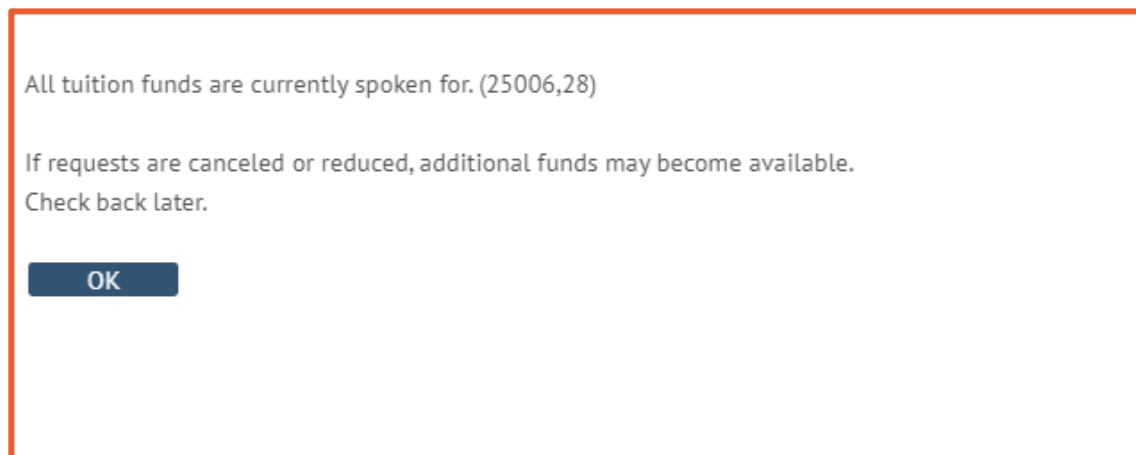 All tuition funds are currently spoken for. (25006,28)
If requests are canceled or reduced, additional funds may become available.
Check back later.
OK